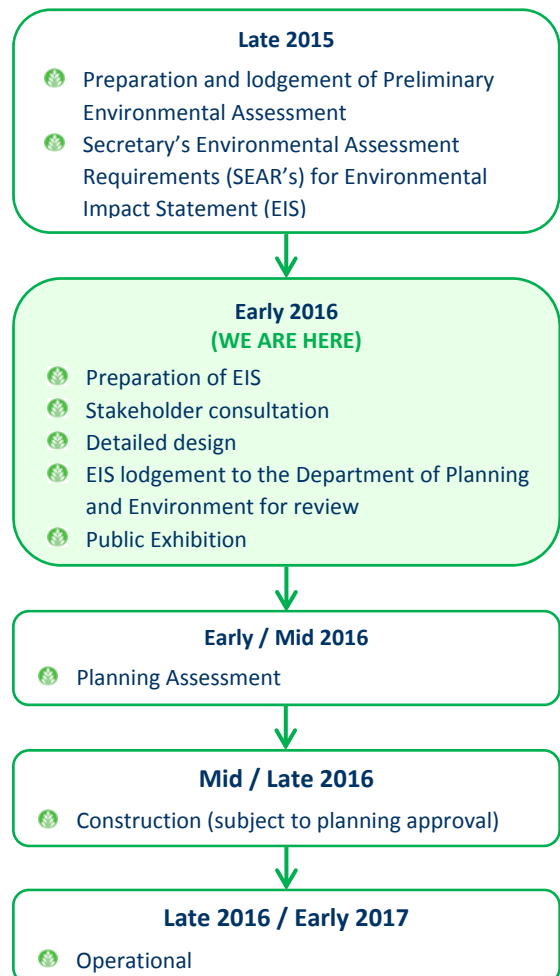 Late 2015
Preparation and lodgement of Preliminary
Environmental Assessment
Secretary’s Environmental Assessment
Requirements (SEAR’s) for Environmental
Impact Statement (EIS)
Early 2016
(WE ARE HERE)
Preparation of EIS
Stakeholder consultation
Detailed design
EIS lodgement to the Department of Planning
and Environment for review
Public Exhibition
Early / Mid 2016
Planning Assessment
Mid / Late 2016
Construction (subject to planning approval)
Late 2016 / Early 2017
Operational